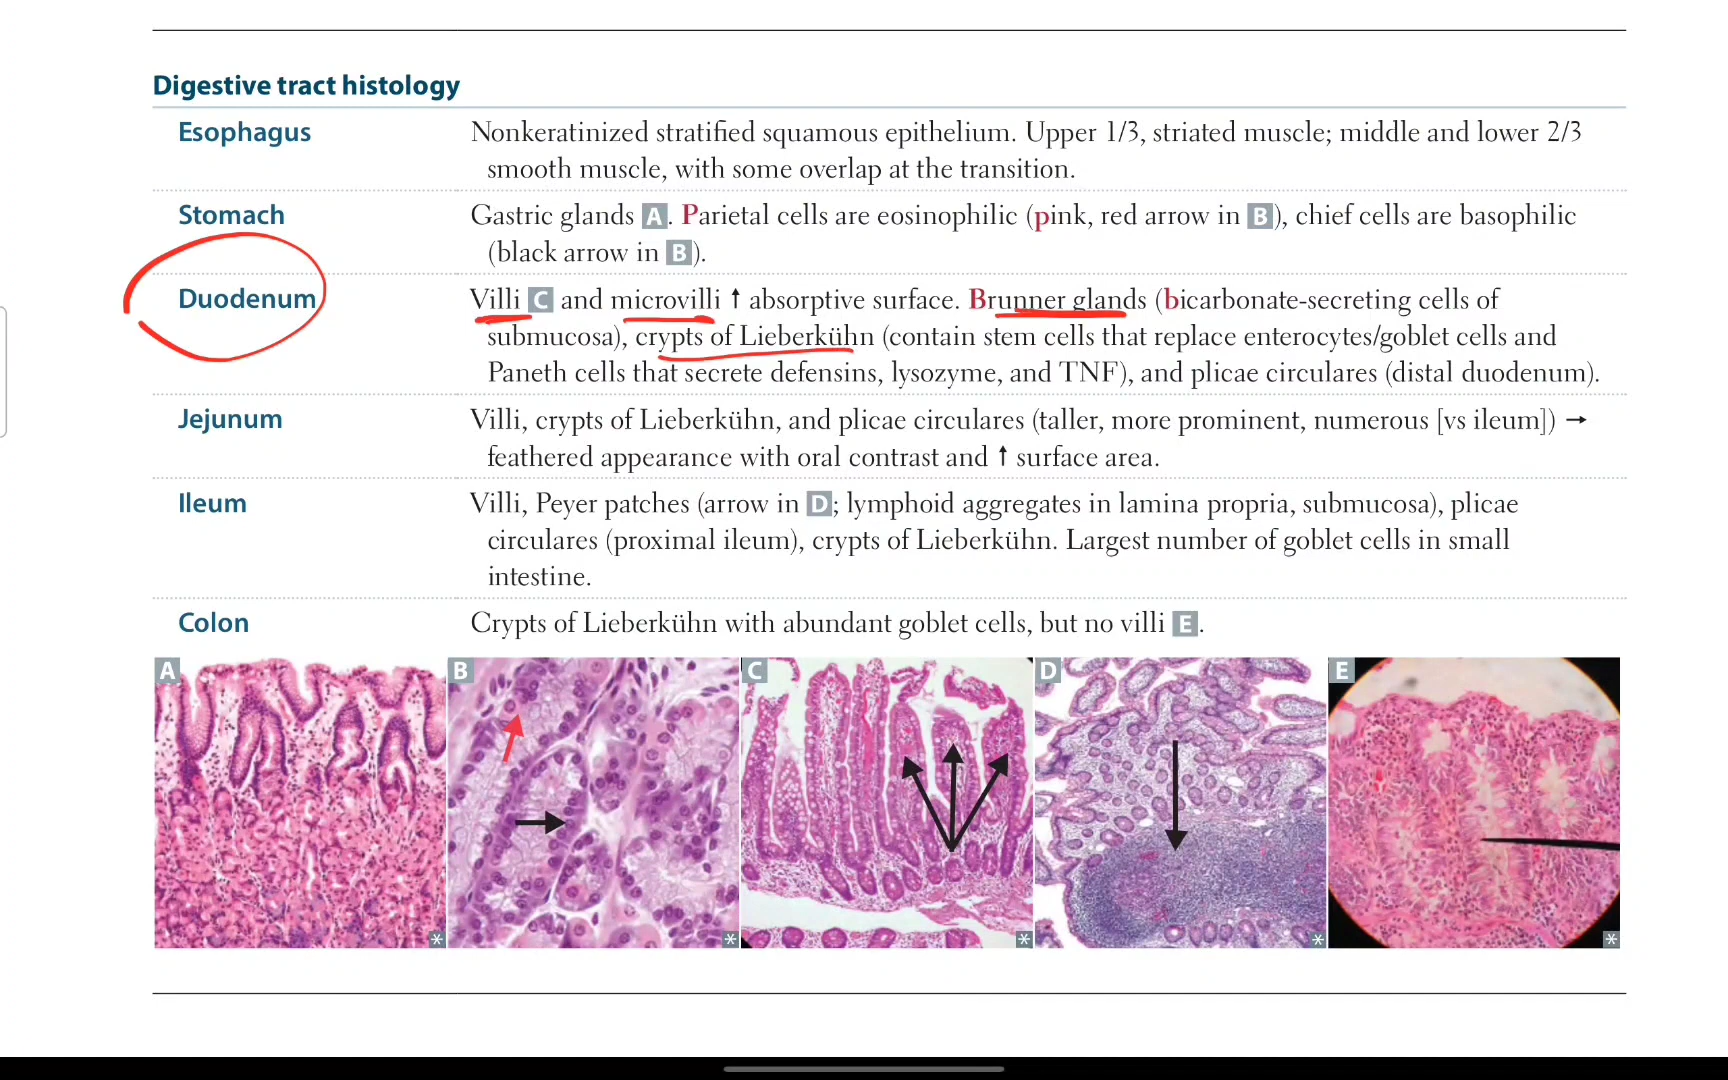 Digestive tract histology
Esophagus
Nonkeratinized stratified squamous epithelium. Upper 1/3, striated muscle; middle and lower 2/3
smooth muscle, with some overlap at the transition.
Stomach
Gastric glands A. Parietal cells are eosinophilic (pink, red arrow in B), chief cells are basophilic
(black arrow in B).
Duodenum
Villi C and microvilli ↑ absorptive surface. Brunner glands (bicarbonate-secreting cells of
submucosa), crypts of Lieberkühn (contain stem cells that replace enterocytes/goblet cells and
Paneth cells that secrete defensins, lysozyme, and TNF), and plicae circulares (distal duodenum).
Jejunum
Villi, crypts of Lieberkühn, and plicae circulares (taller, more prominent, numerous [vs ileum]) →
feathered appearance with oral contrast and ↑ surface area.
Ileum
Villi, Peyer patches (arrow in D; lymphoid aggregates in lamina propria, submucosa), plicae
circulares (proximal ileum), crypts of Lieberkühn. Largest number of goblet cells in small
intestine.
Colon
Crypts of Lieberkühn with abundant goblet cells, but no villi E.
A B C D E
* * * * *